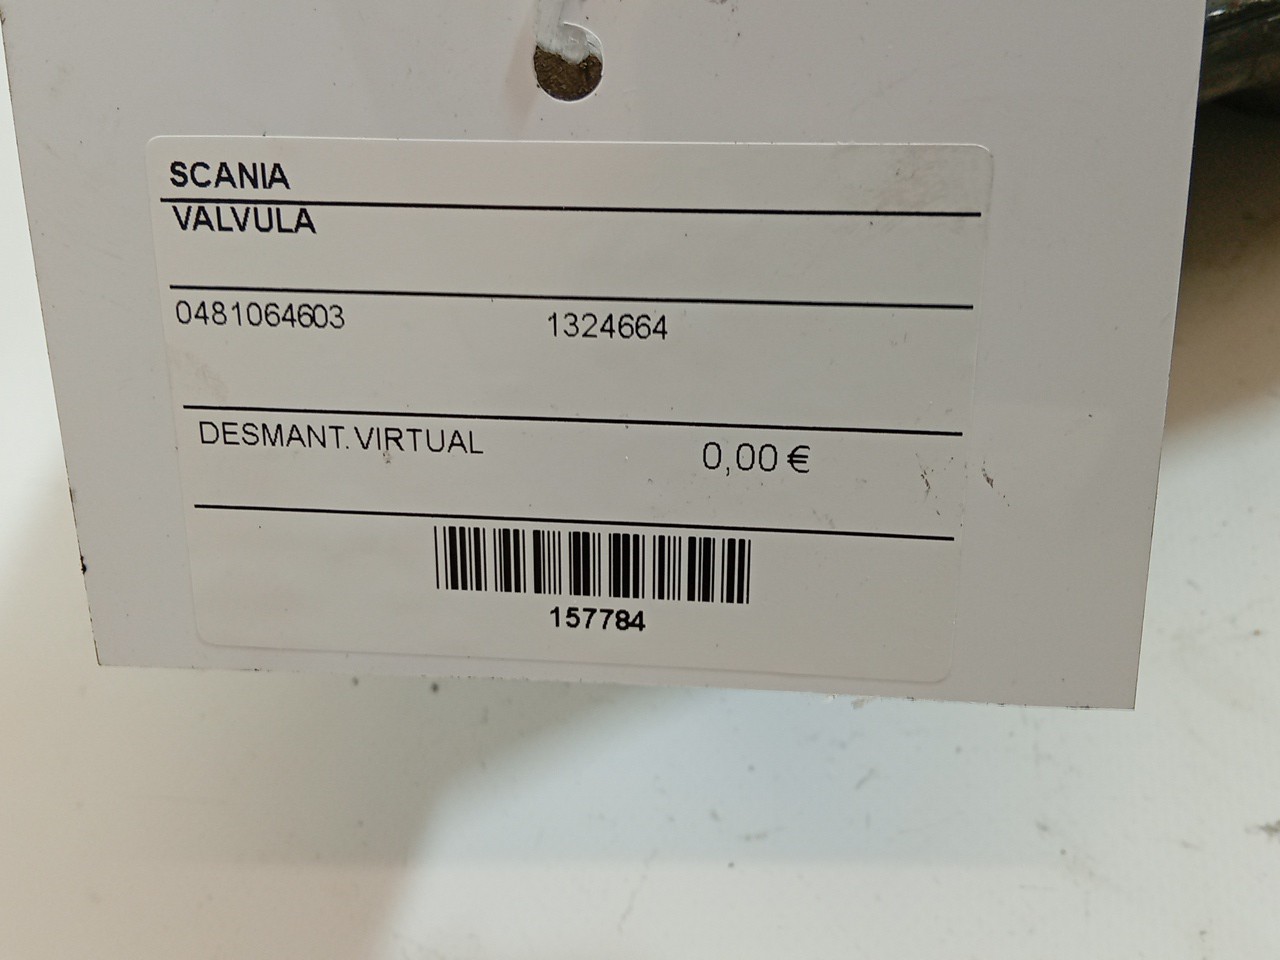 SCANIA
VALVULA
0481064603 1324664
DESMANT. VIRTUAL 0,00 €
157784